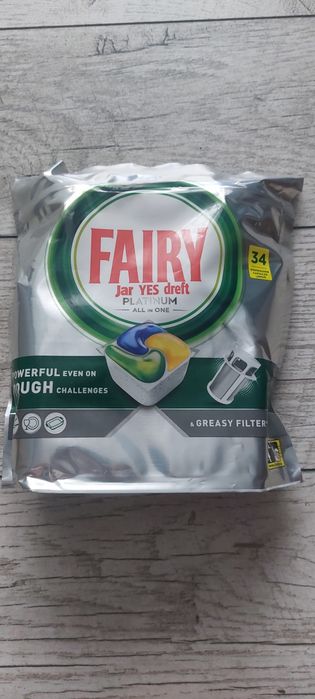 FAIRY
Jar YES dreft
PLATINUM
ALL IN ONE
34
POWERFUL EVEN ON
TOUGH CHALLENGES
& GREASY FILTER